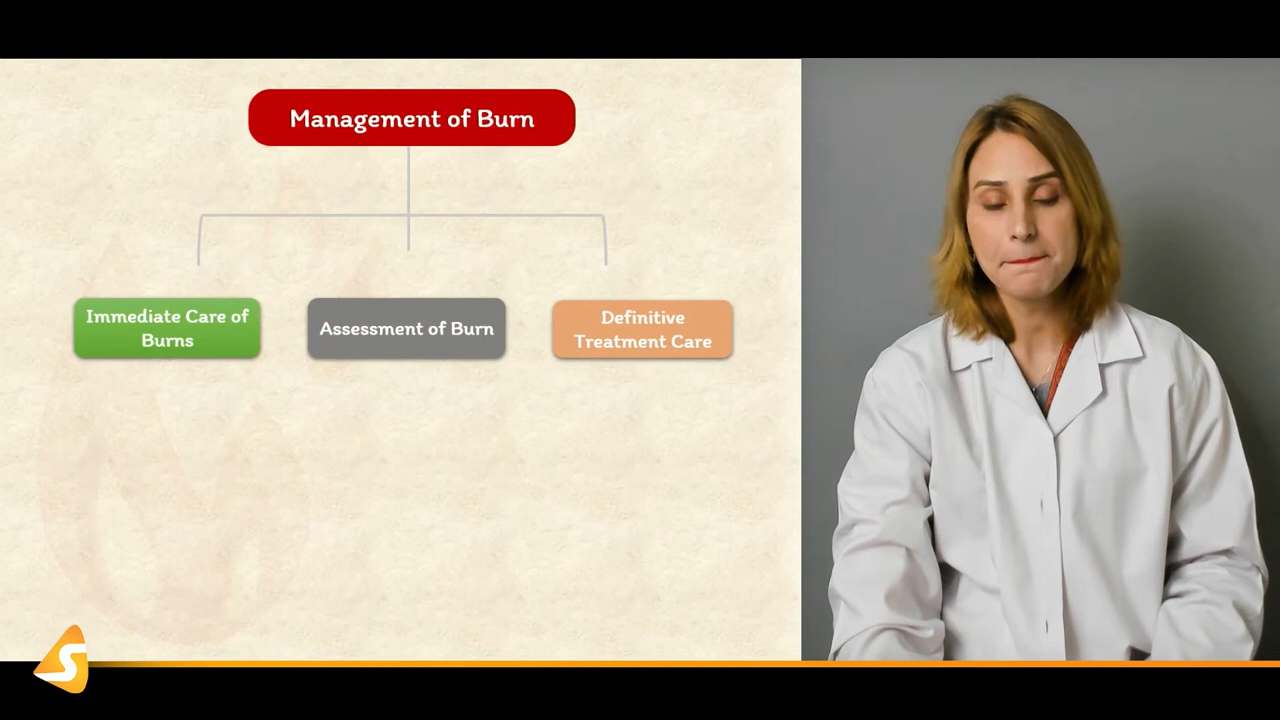 Management of Burn
Immediate Care of
Burns
Assessment of Burn
Definitive
Treatment Care